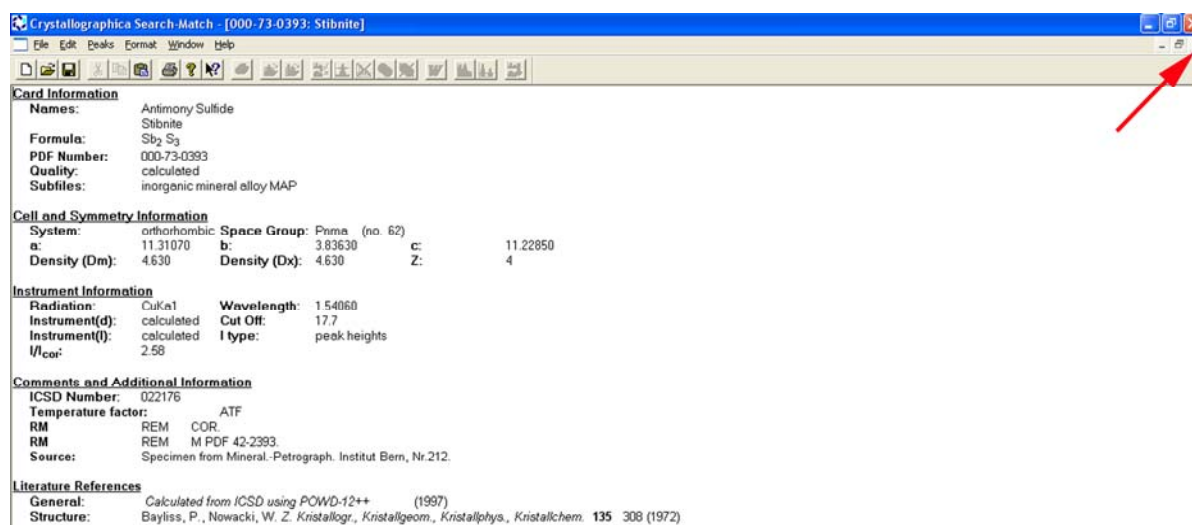 Crystallographica Search-Match - [000-73-0393: Stibnite]
File Edit Peaks Format Window Help
Card Information
Names: Antimony Sulfide
Stibnite
Formula: Sb2 S3
PDF Number: 000-73-0393
Quality: calculated
Subfiles: inorganic mineral alloy MAP
Cell and Symmetry Information
System: orthorhombic Space Group: Pnma (no. 62)
a: 11.31070 b: 3.83630 c: 11.22850
Density (Dm): 4.630 Density (Dx): 4.630 Z: 4
Instrument Information
Radiation: CuKa1 Wavelength: 1.54060
Instrument(d): calculated Cut Off: 17.7
Instrument(I): calculated I type: peak heights
I/Icor: 2.58
Comments and Additional Information
ICSD Number: 022176
Temperature factor: ATF
RM REM COR.
RM REM M PDF 42-2393.
Source: Specimen from Mineral.-Petrograph. Institut Bern, Nr.212.
Literature References
General: Calculated from ICSD using POWD-12++ (1997)
Structure: Bayliss, P., Nowacki, W. Z. Kristallogr., Kristallgeom., Kristallphys., Kristallchem. 135 308 (1972)